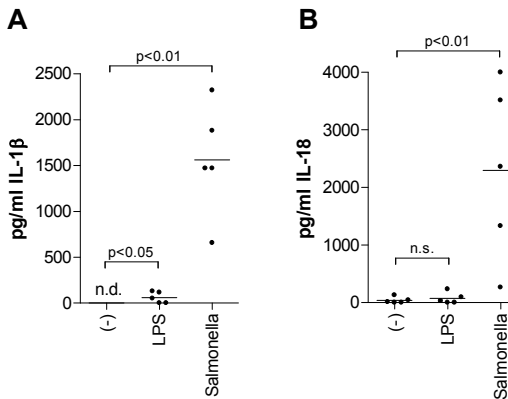 A
p<0.01
pg/ml IL-1β
2500
2000
1500
1000
500
0
p<0.05
n.d.
(-)
LPS
Salmonella
B
p<0.01
pg/ml IL-18
4000
3000
2000
1000
0
n.s.
(-)
LPS
Salmonella